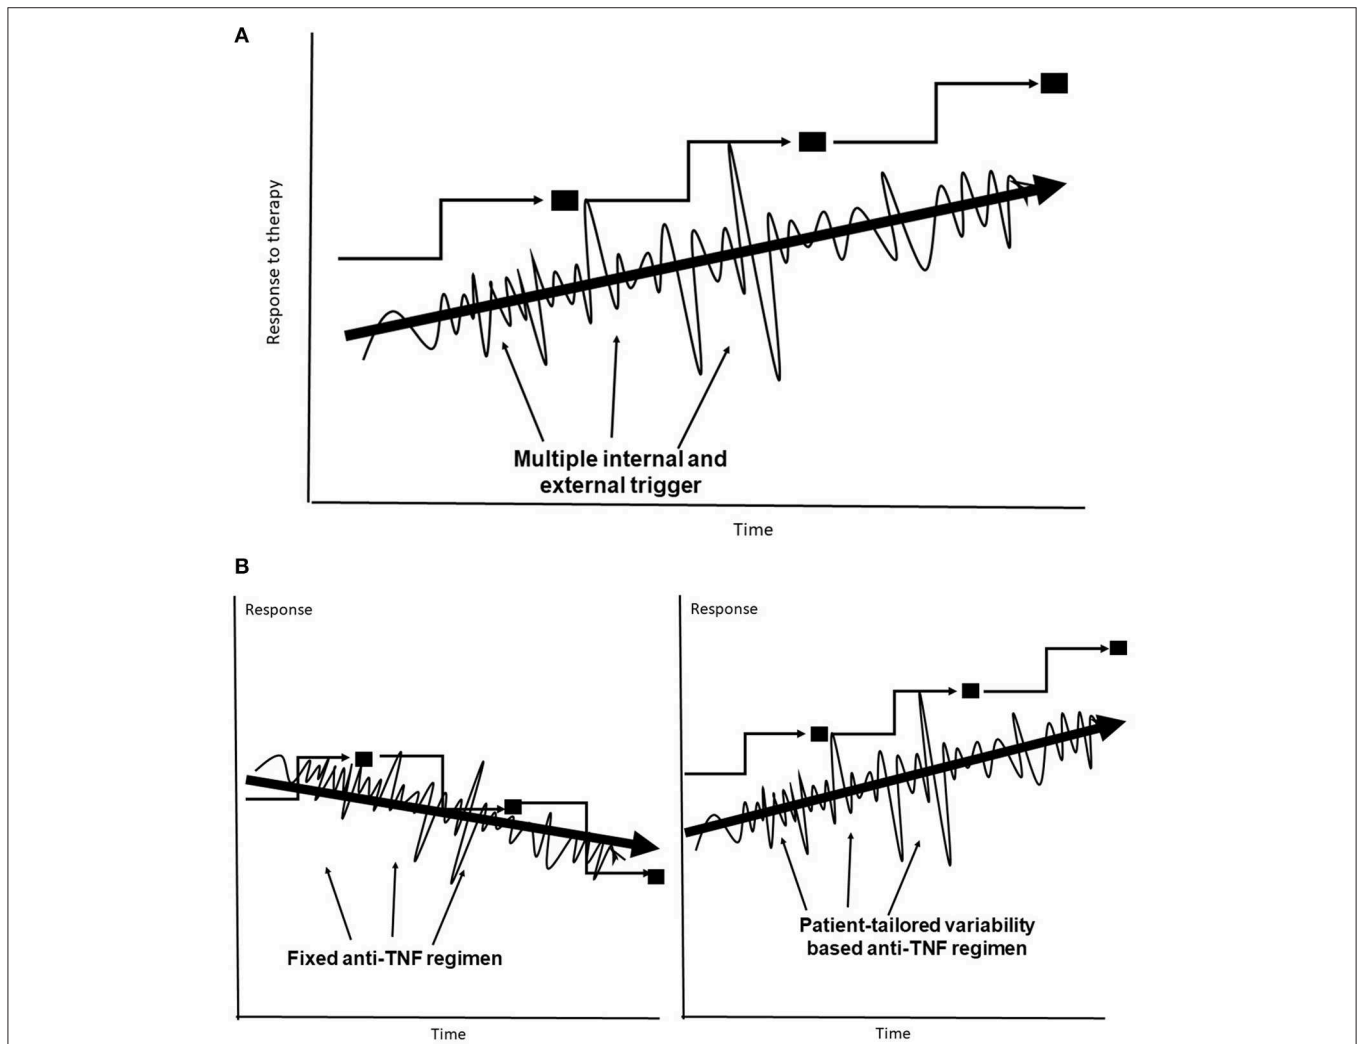 A
Response to therapy
Multiple internal and
external trigger
Time
B
Response
Fixed anti-TNF regimen
Time
Response
Patient-tailored variability
based anti-TNF regimen
Time